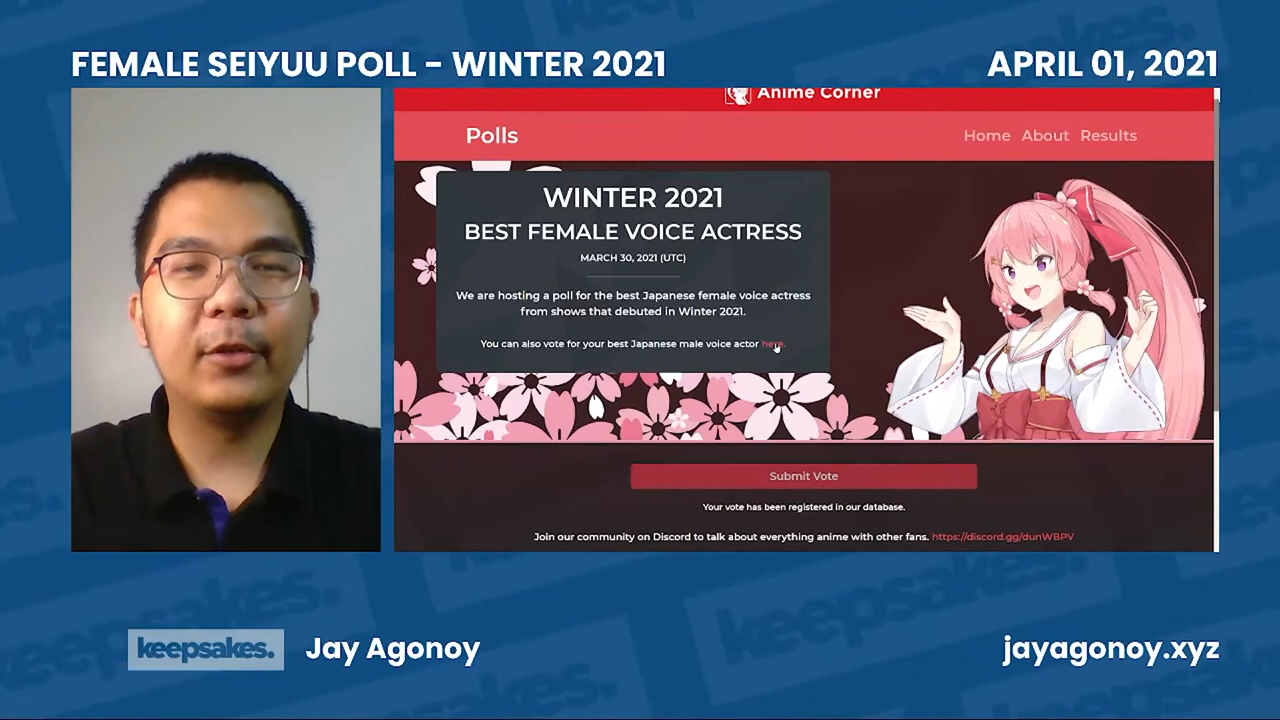 FEMALE SEIYUU POLL - WINTER 2021
APRIL 01, 2021
Anime Corner
Polls
Home About Results
WINTER 2021
BEST FEMALE VOICE ACTRESS
MARCH 30, 2021 (UTC)
We are hosting a poll for the best Japanese female voice actress
from shows that debuted in Winter 2021.
You can also vote for your best Japanese male voice actor here.
Submit Vote
Your vote has been registered in our database.
Join our community on Discord to talk about everything anime with other fans. https://discord.gg/dunWBPV
keepsakes.
Jay Agonoy
jayagonoy.xyz